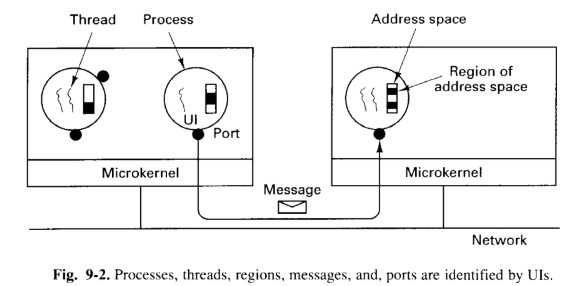 Thread Process
Address space
Region of
address space
UI
Port
Microkernel
Microkernel
Message
Network
Fig. 9-2. Processes, threads, regions, messages, and, ports are identified by UIs.